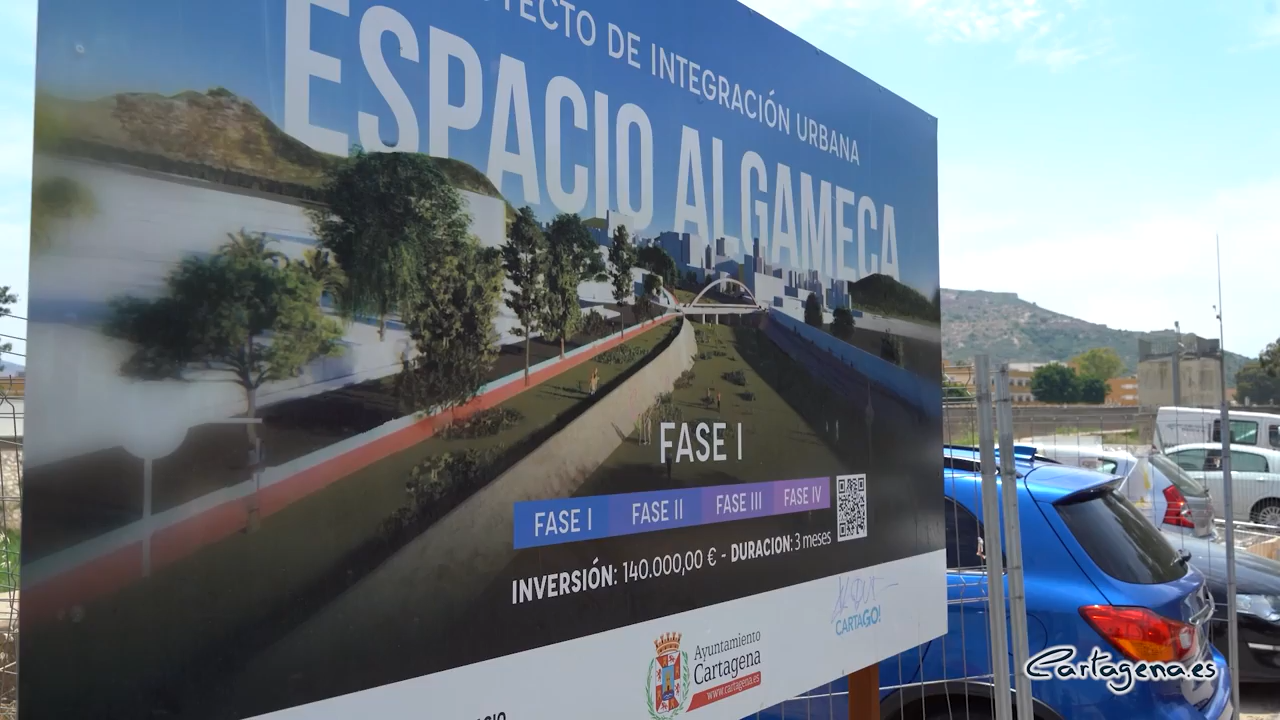 DE INTEGRACIÓN URBANA
ESPACIO ALGAMECA
FASE I
FASE I FASE II FASE III FASE IV
INVERSIÓN: 140.000,00 € - DURACION: 3 meses
CARTAGO!
Ayuntamiento
Cartagena
www.cartagena.es
Cartagena.es